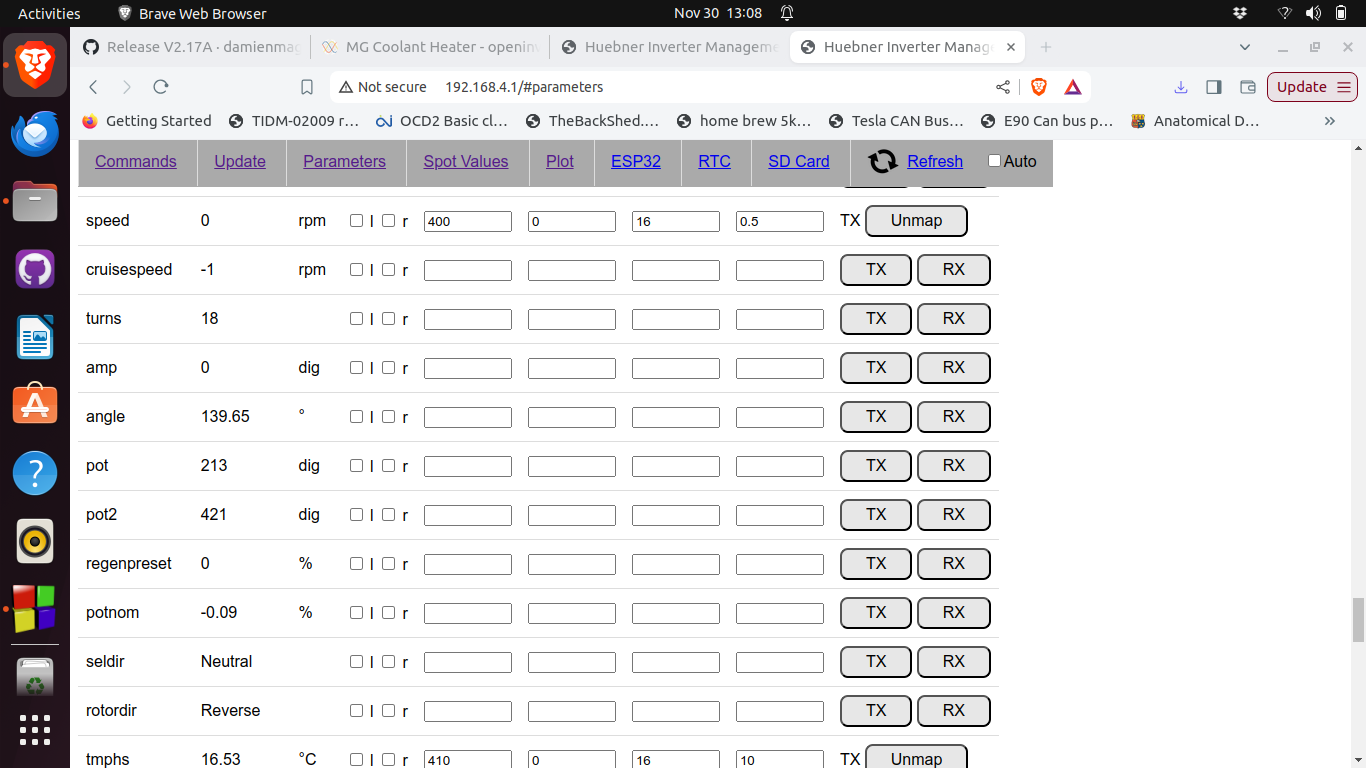 Activities Brave Web Browser Nov 30 13:08
Release V2.17A · damienmag MG Coolant Heater - openinv Huebner Inverter Manageme Huebner Inverter Manage
Not secure 192.168.4.1/#parameters Update
Getting Started TIDM-02009 r... OCD2 Basic cl... TheBackShed.... home brew 5k... Tesla CAN Bus... E90 Can bus p... Anatomical D... »
Commands Update Parameters Spot Values Plot ESP32 RTC SD Card Refresh Auto
speed 0 rpm l r 400 0 16 0.5 TX Unmap
cruisespeed -1 rpm l r TX RX
turns 18 l r TX RX
amp 0 dig l r TX RX
angle 139.65 ° l r TX RX
pot 213 dig l r TX RX
pot2 421 dig l r TX RX
regenpreset 0 % l r TX RX
potnom -0.09 % l r TX RX
seldir Neutral l r TX RX
rotordir Reverse l r TX RX
tmphs 16.53 °C l r 410 0 16 10 TX Unmap